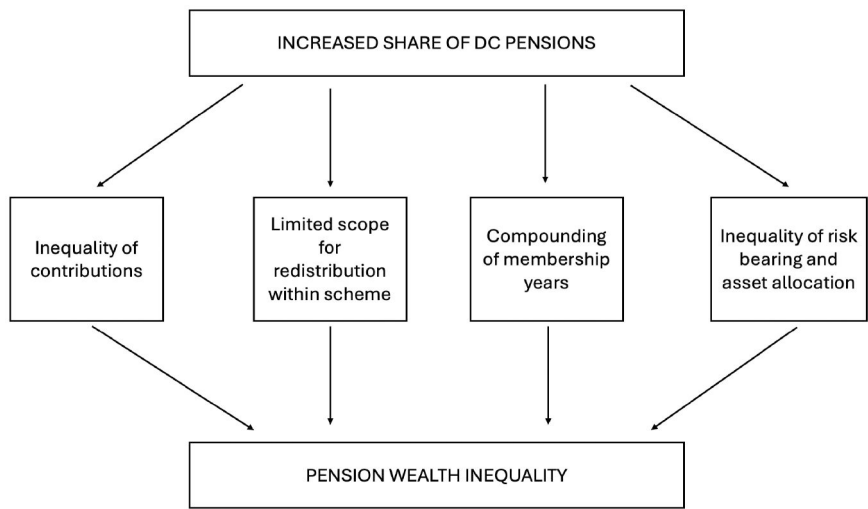 INCREASED SHARE OF DC PENSIONS
Inequality of
contributions
Limited scope
for
redistribution
within scheme
Compounding
of membership
years
Inequality of risk
bearing and
asset allocation
PENSION WEALTH INEQUALITY